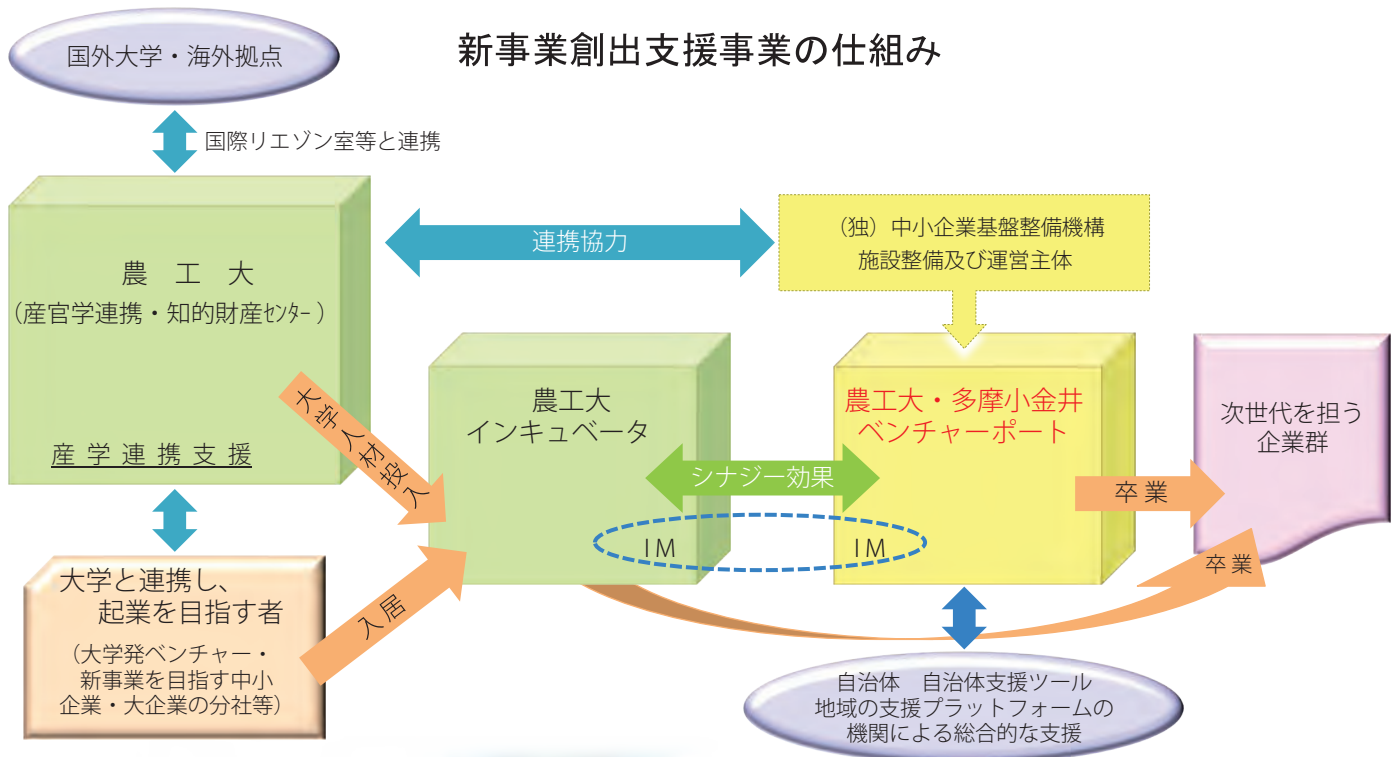 国外大学・海外拠点
新事業創出支援事業の仕組み
国際リエゾン室等と連携
農　工　大
（産官学連携・知的財産ｾﾝﾀｰ）
産 学 連 携 支 援
連携協力
（独）中小企業基盤整備機構
施設整備及び運営主体
大学人材投入
農工大
インキュベータ
農工大・多摩小金井
ベンチャーポート
次世代を担う
企業群
シナジー効果
卒 業
IM
IM
卒 業
大学と連携し、
起業を目指す者
（大学発ベンチャー・
新事業を目指す中小
企業・大企業の分社等）
入居
自治体　自治体支援ツール
地域の支援プラットフォームの
機関による総合的な支援